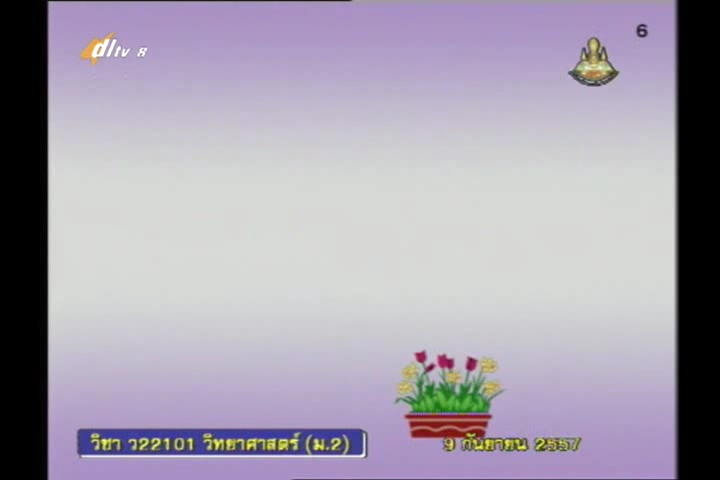 dltv 8
6
วิชา ว22101 วิทยาศาสตร์ (ม.2)
9 กันยายน 2557